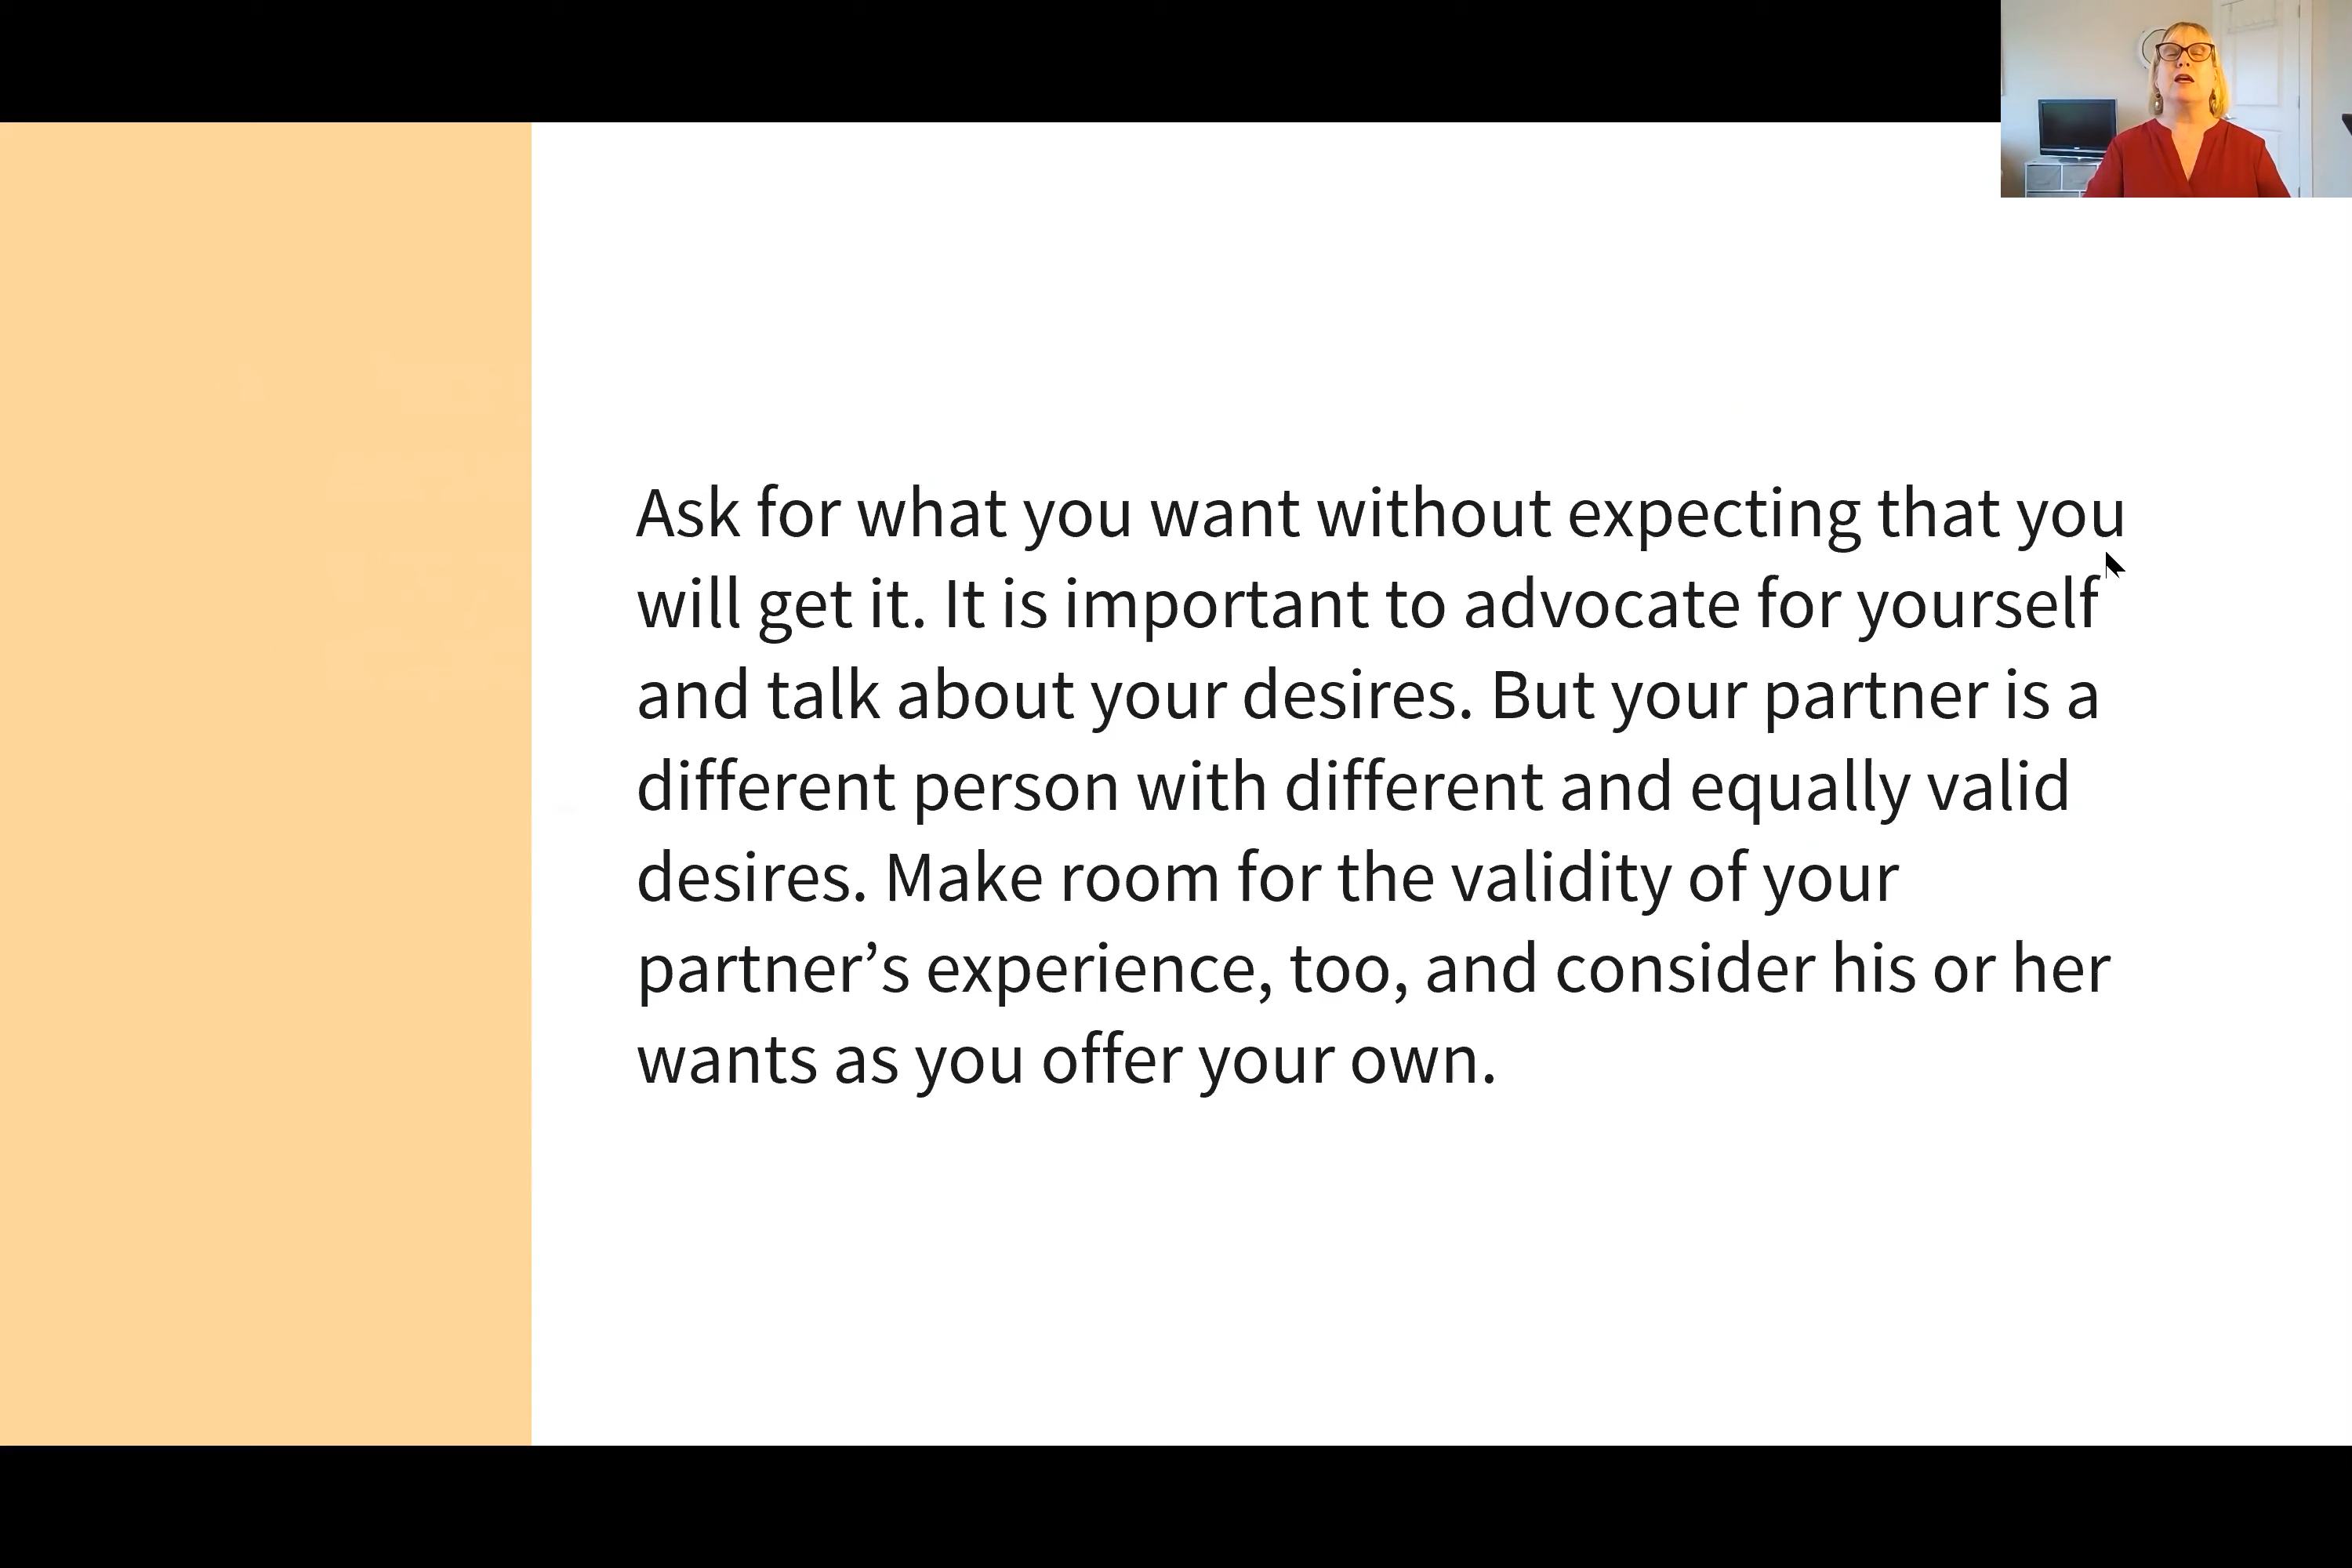 Ask for what you want without expecting that you
will get it. It is important to advocate for yourself
and talk about your desires. But your partner is a
different person with different and equally valid
desires. Make room for the validity of your
partner’s experience, too, and consider his or her
wants as you offer your own.